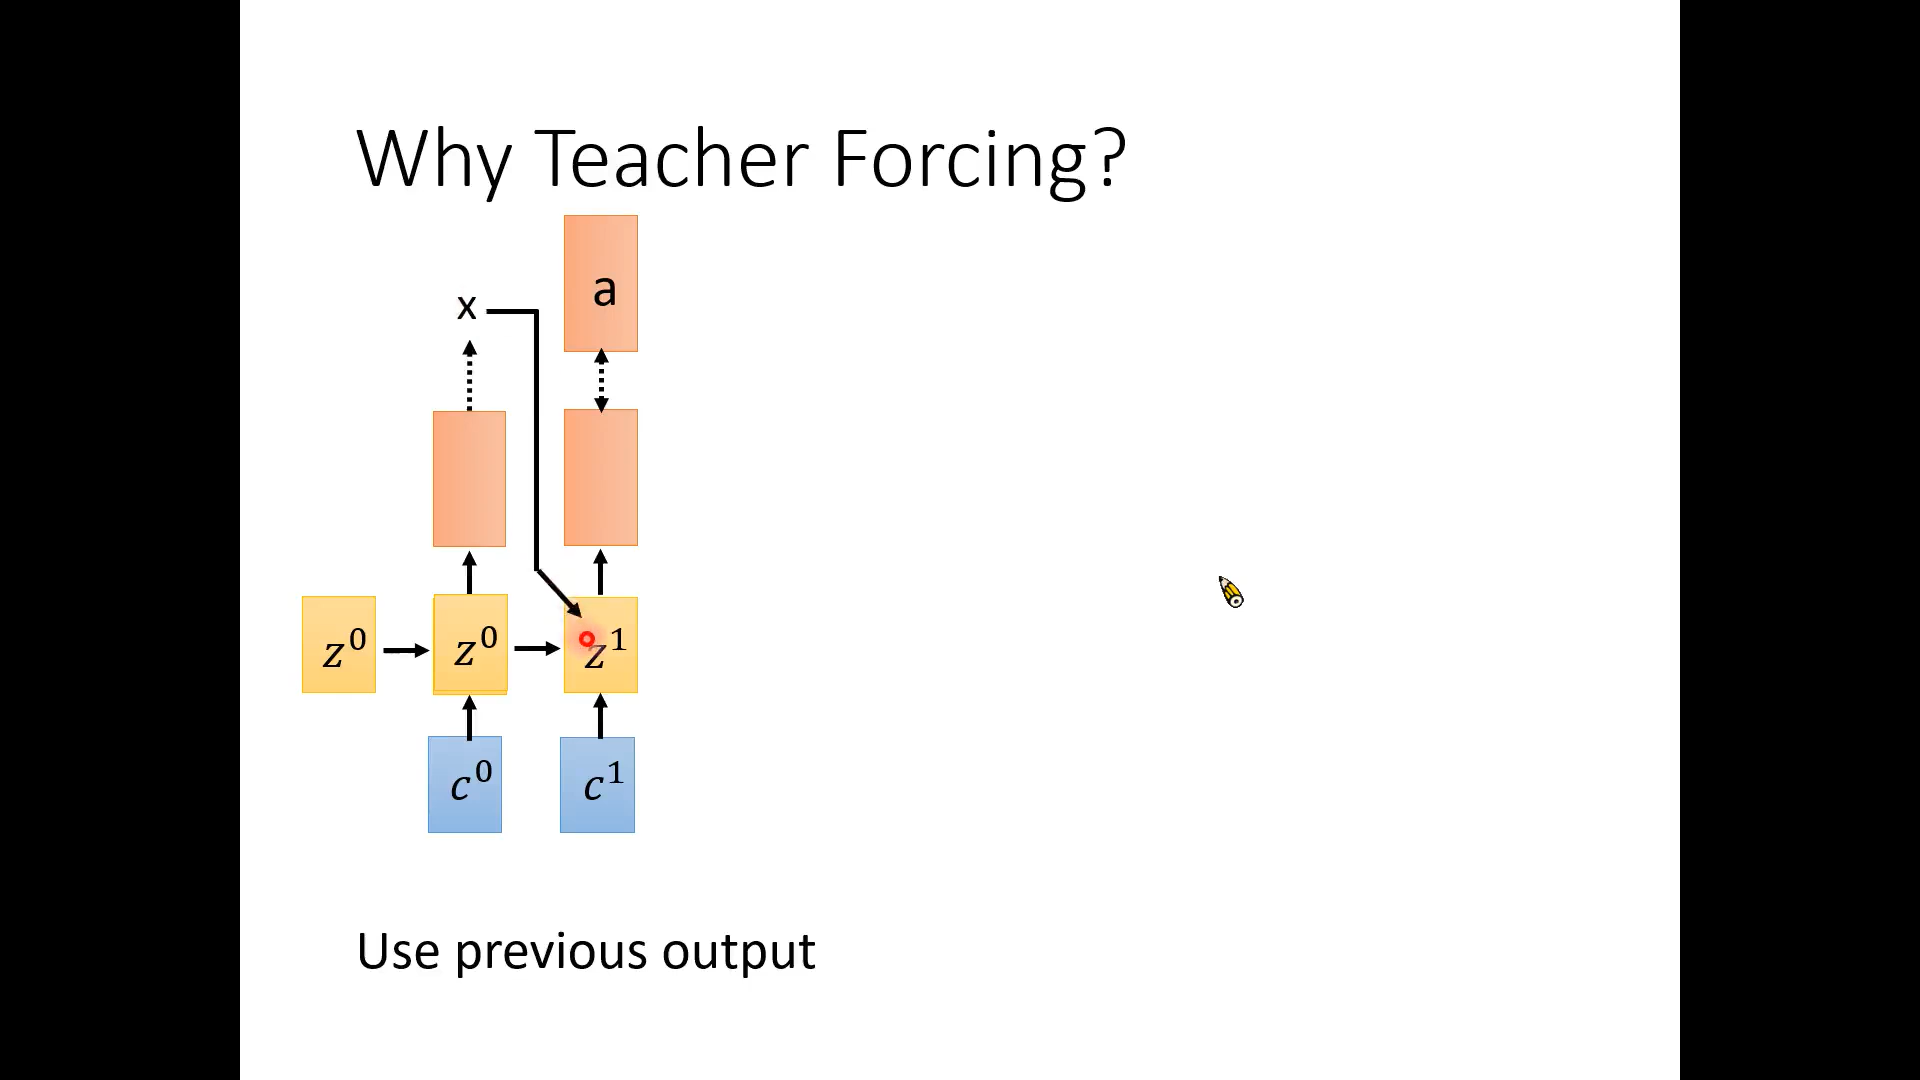 Why Teacher Forcing?
a
x
z⁰ z⁰ z¹
c⁰ c¹
Use previous output